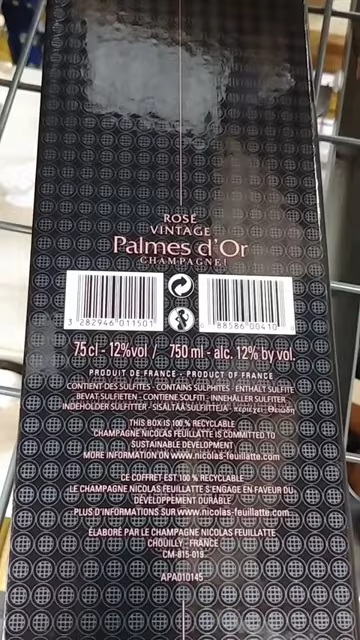 ROSÉ
VINTAGE
Palmes d'Or
CHAMPAGNE
3 282946 011501
0 88586 00410
75 cl - 12%vol / 750 ml - alc. 12% by vol.
PRODUIT DE FRANCE - PRODUCT OF FRANCE
CONTIENT DES SULFITES - CONTAINS SULPHITES - ENTHÄLT SULFITE
BEVAT SULFIETEN - CONTIENE SOLFITI - INNEHÅLLER SULFITER
INDEHOLDER SULFITTER - SISÄLTÄÄ SULFIITTEJA - περιέχει Θειώδη
THIS BOX IS 100 % RECYCLABLE
CHAMPAGNE NICOLAS FEUILLATTE IS COMMITTED TO
SUSTAINABLE DEVELOPMENT
MORE INFORMATION ON www.nicolas-feuillatte.com
CE COFFRET EST 100 % RECYCLABLE
LE CHAMPAGNE NICOLAS FEUILLATTE S'ENGAGE EN FAVEUR DU
DÉVELOPPEMENT DURABLE
PLUS D'INFORMATIONS SUR www.nicolas-feuillatte.com
ÉLABORÉ PAR LE CHAMPAGNE NICOLAS FEUILLATTE
CHOUILLY - FRANCE
CM-815-019
APA010145